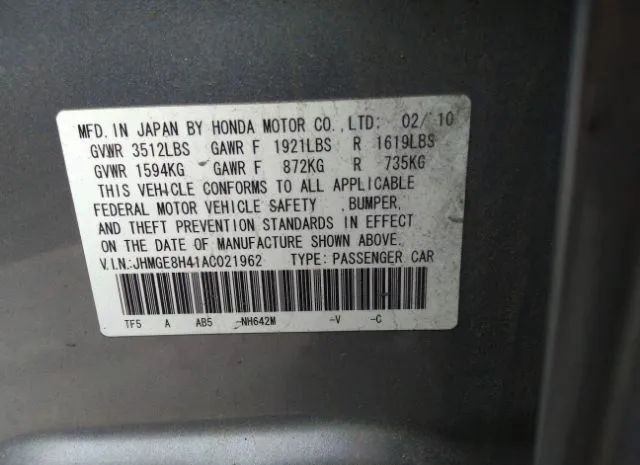 MFD. IN JAPAN BY HONDA MOTOR CO.,LTD: 02/ 10
GVWR 3512LBS GAWR F 1921LBS R 1619LBS
GVWR 1594KG GAWR F 872KG R 735KG
THIS VEHICLE CONFORMS TO ALL APPLICABLE
FEDERAL MOTOR VEHICLE SAFETY ,BUMPER,
AND THEFT PREVENTION STANDARDS IN EFFECT
ON THE DATE OF MANUFACTURE SHOWN ABOVE.
V.I.N:JHMGE8H41AC021962 TYPE: PASSENGER CAR
TF5 A AB5 -NH642M -V -C